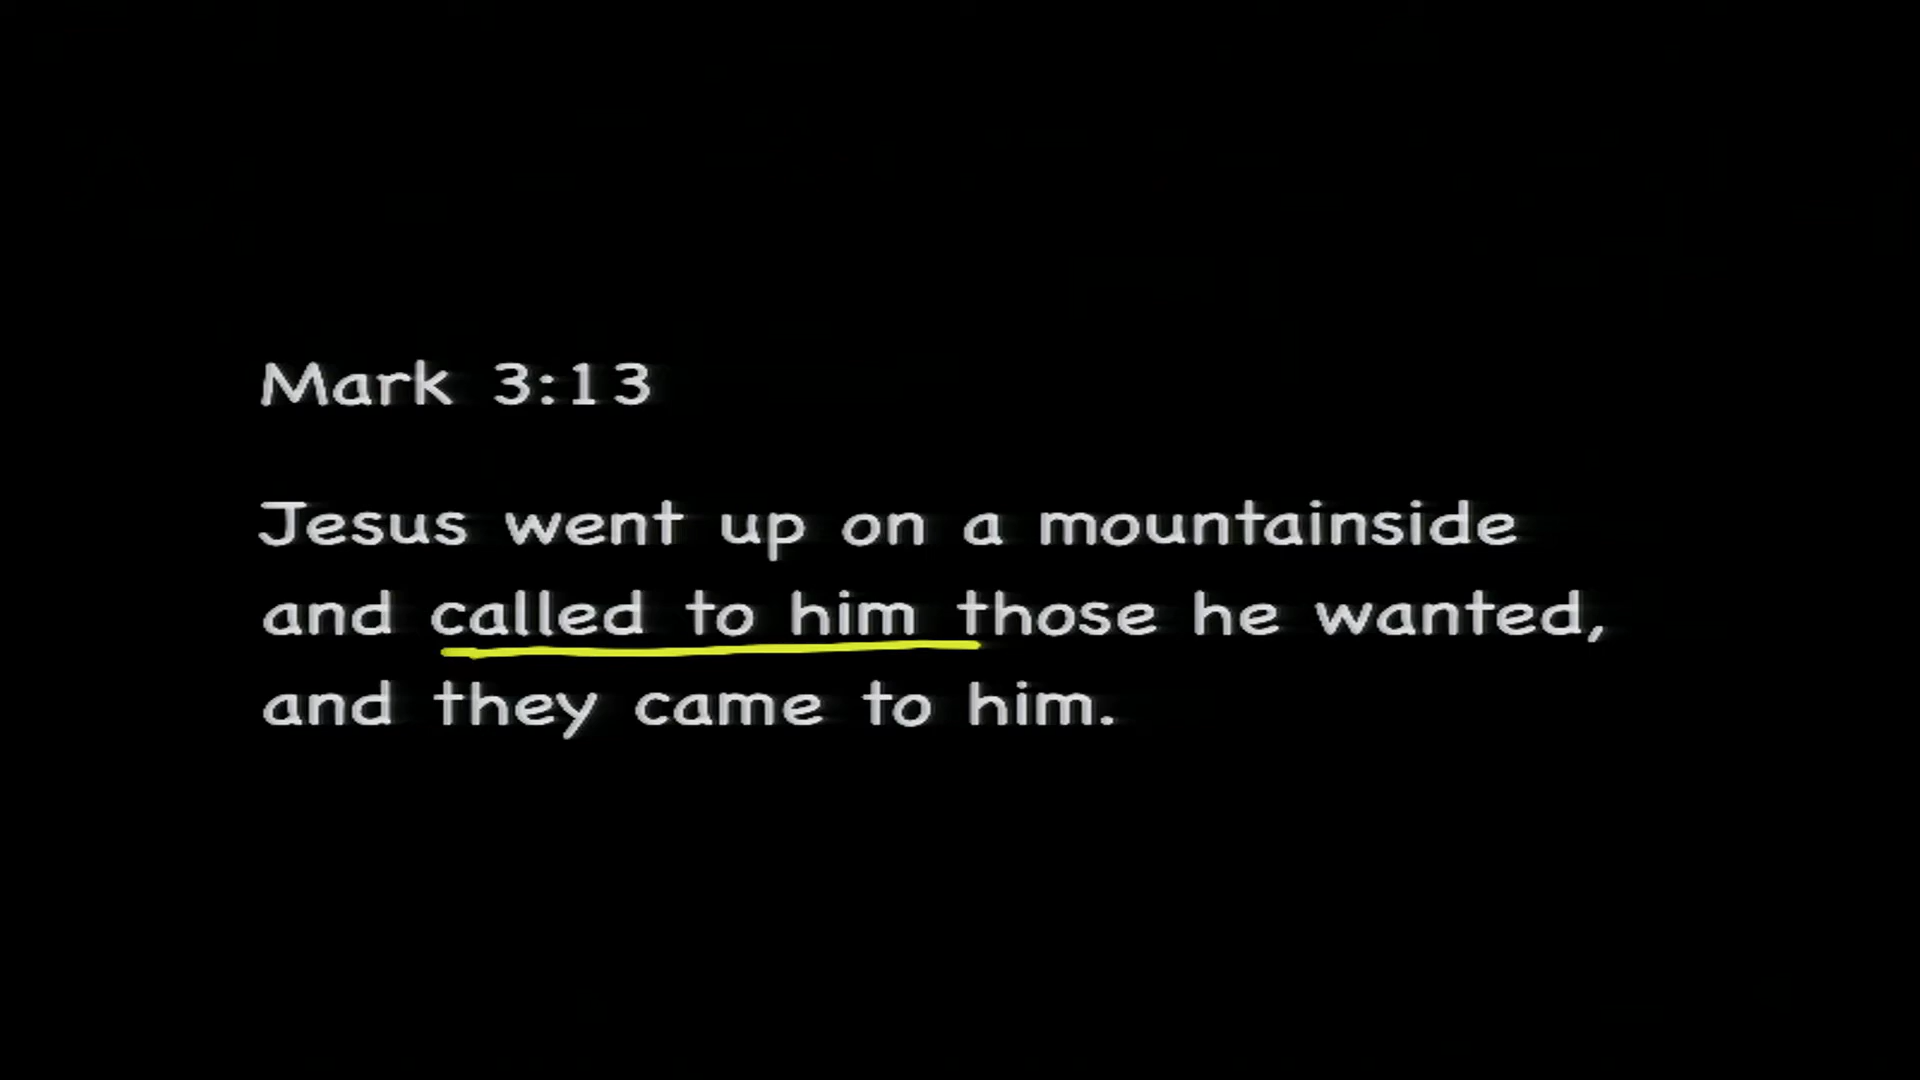 Mark 3:13
Jesus went up on a mountainside
and called to him those he wanted,
and they came to him.